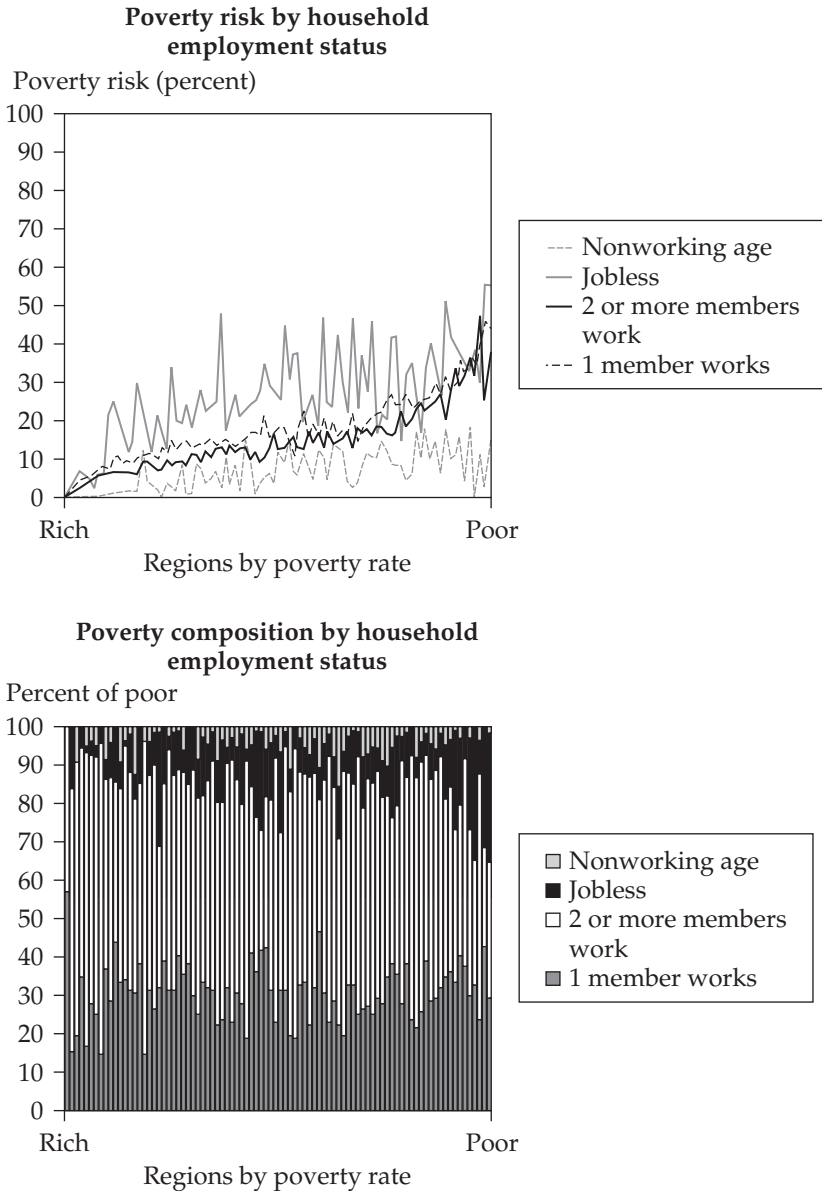 Poverty risk by household
employment status
Poverty risk (percent)
100
90
80
70
60
50
40
30
20
10
0
Rich
Poor
Regions by poverty rate
Nonworking age
Jobless
2 or more members
work
1 member works
Poverty composition by household
employment status
Percent of poor
100
90
80
70
60
50
40
30
20
10
0
Rich
Poor
Regions by poverty rate
Nonworking age
Jobless
2 or more members
work
1 member works